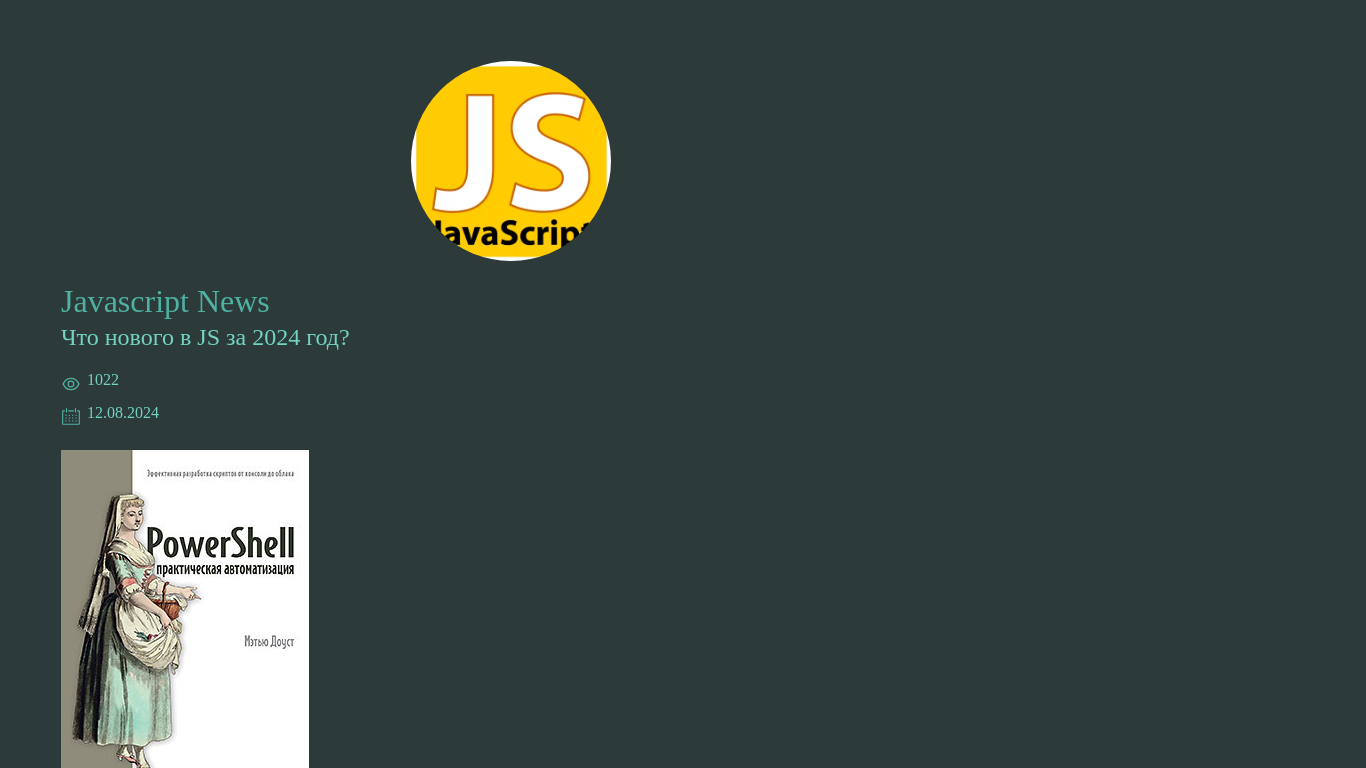 JS
JavaScript
Javascript News
Что нового в JS за 2024 год?
1022
12.08.2024
Эффективная разработка скриптов от консоли до облака
PowerShell
практическая автоматизация
Мэтью Доуст